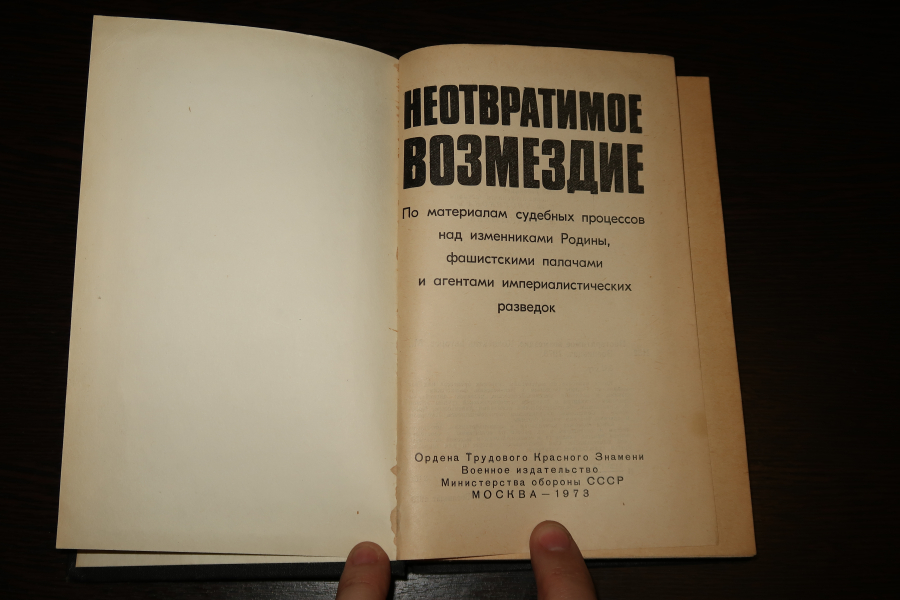 НЕОТВРАТИМОЕ
ВОЗМЕЗДИЕ
По материалам судебных процессов
над изменниками Родины,
фашистскими палачами
и агентами империалистических
разведок
Ордена Трудового Красного Знамени
Военное издательство
Министерства обороны СССР
МОСКВА — 1973